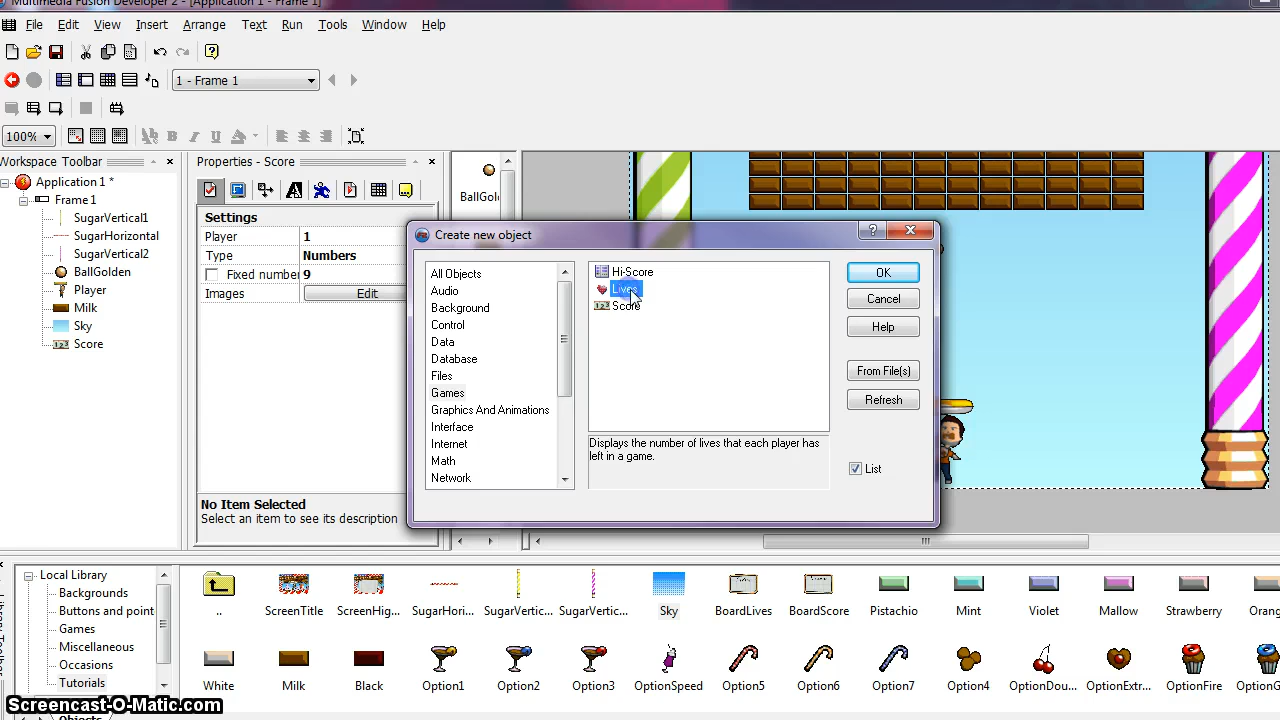 Multimedia Fusion Developer 2 - [Application 1 - Frame 1]
File Edit View Insert Arrange Text Run Tools Window Help
1 - Frame 1
100%
Workspace Toolbar
Application 1 *
Frame 1
SugarVertical1
SugarHorizontal
SugarVertical2
BallGolden
Player
Milk
Sky
Score
Properties - Score
Settings
Player 1
Type Numbers
Fixed number 9
Images Edit
No Item Selected
Select an item to see its description
BallGol
Create new object
All Objects
Audio
Background
Control
Data
Database
Files
Games
Graphics And Animations
Interface
Internet
Math
Network
Hi-Score
Lives
Score
Displays the number of lives that each player has
left in a game.
OK
Cancel
Help
From File(s)
Refresh
List
Local Library
Backgrounds
Buttons and point
Games
Miscellaneous
Occasions
Tutorials
.. ScreenTitle ScreenHig... SugarHori... SugarVertic... SugarVertic... Sky BoardLives BoardScore Pistachio Mint Violet Mallow Strawberry Oran
White Milk Black Option1 Option2 Option3 OptionSpeed Option5 Option6 Option7 Option4 OptionDou... OptionExtr... OptionFire OptionG
Objects
Screencast-O-Matic.com